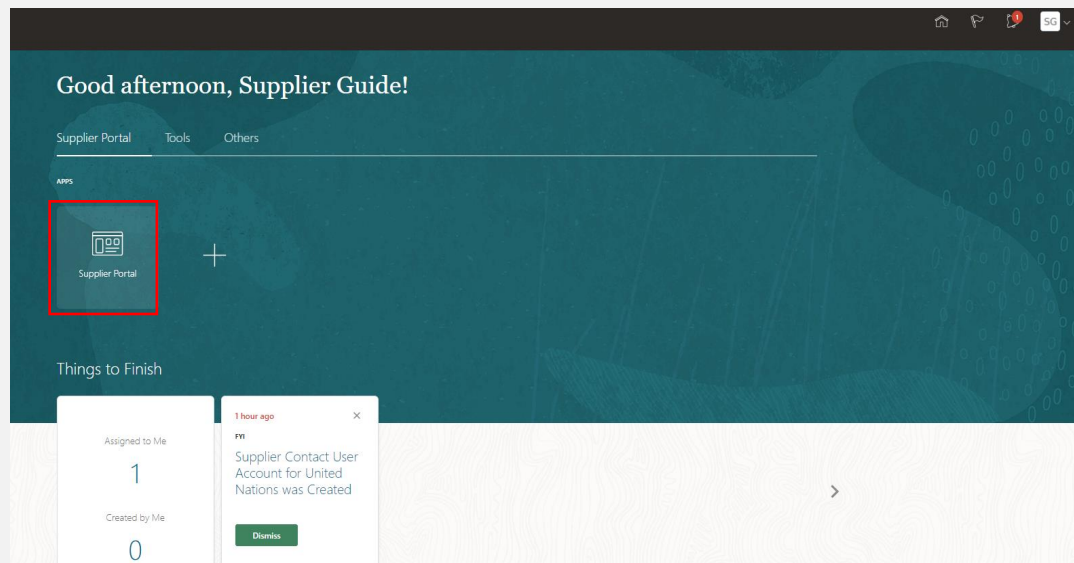 1
SG
Good afternoon, Supplier Guide!
Supplier Portal Tools Others
APPS
Supplier Portal
Things to Finish
Assigned to Me
1
Created by Me
0
1 hour ago
FYI
Supplier Contact User
Account for United
Nations was Created
Dismiss